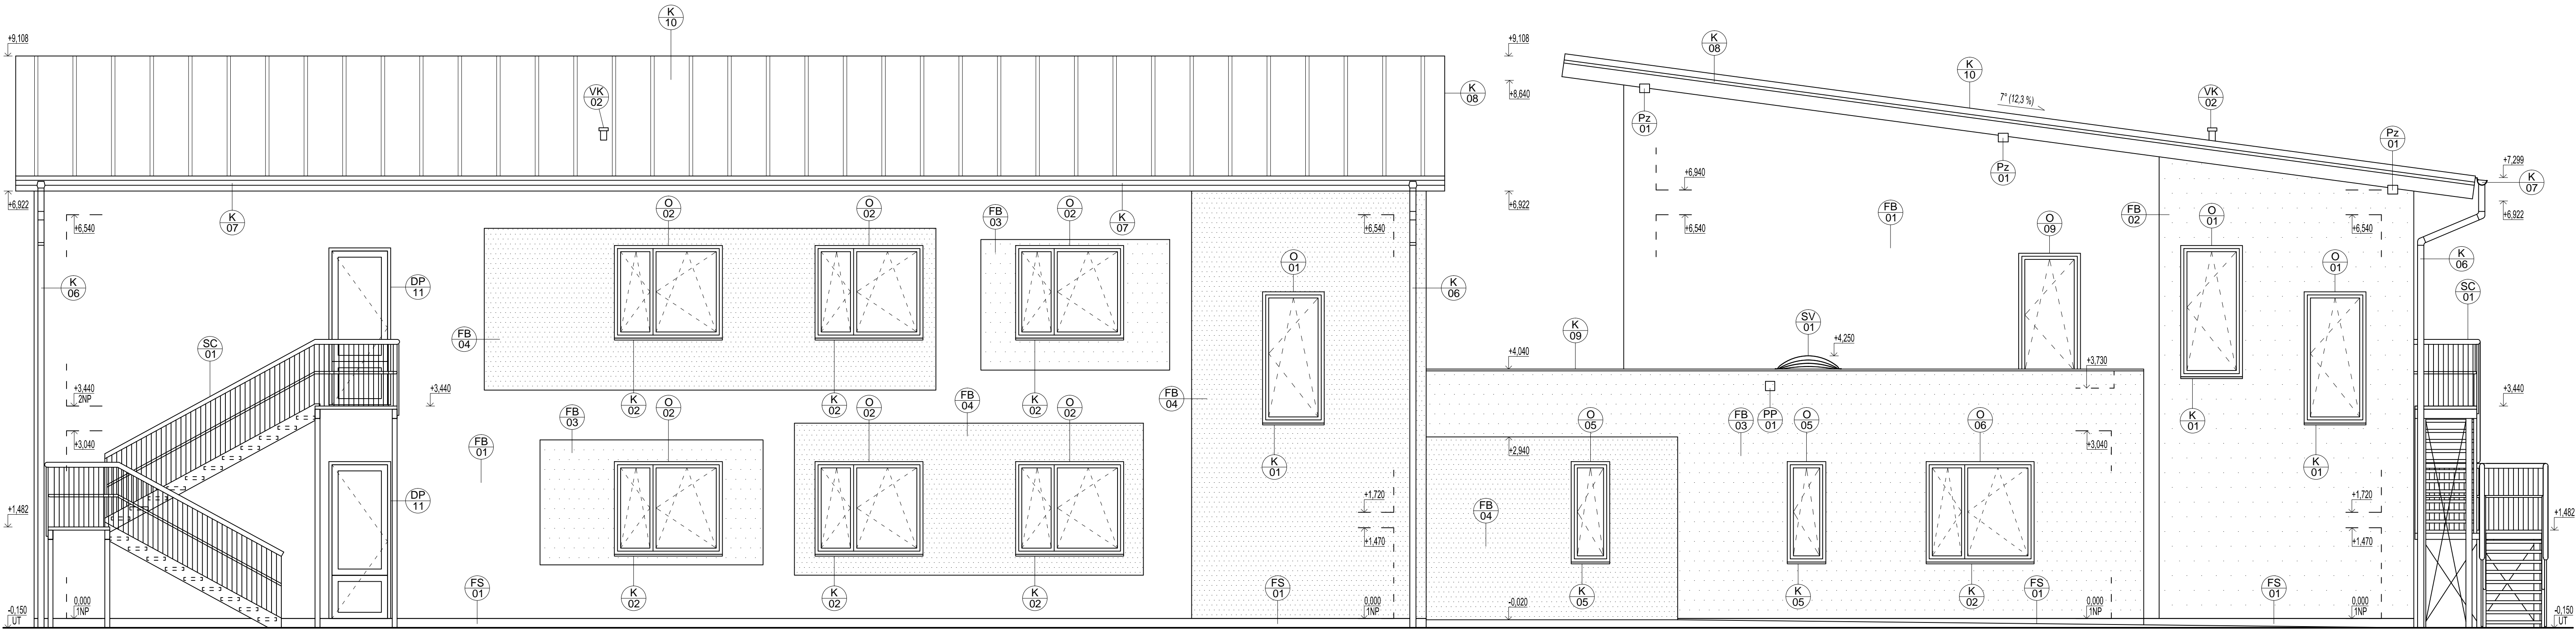 K
10
+9,108
+9,108
K
08
K
10
7° (12,3 %)
VK
02
VK
02
K
08
+8,640
Pz
01
Pz
01
Pz
01
+7,299
K
07
+6,922
K
07
O
02
O
02
FB
03
O
02
K
07
+6,922
+6,940
FB
01
FB
02
O
01
O
09
+6,922
+6,540
+6,540
+6,540
+6,540
K
06
DP
11
O
01
K
06
O
01
K
06
SC
01
SC
01
FB
04
K
09
SV
01
+4,250
+4,040
+3,730
+3,440
2NP
+3,440
K
02
K
02
K
02
FB
04
PP
01
K
01
+3,440
FB
03
O
02
O
02
FB
04
O
02
O
05
FB
03
O
05
O
06
+3,040
FB
01
+2,940
+3,040
K
01
K
01
DP
11
+1,720
+1,720
+1,482
FB
04
+1,482
+1,470
+1,470
K
02
K
02
K
02
K
05
K
05
K
02
FS
01
FS
01
FS
01
FS
01
-0,150
UT
0,000
1NP
0,000
1NP
-0,020
0,000
1NP
0,000
1NP
-0,150
UT